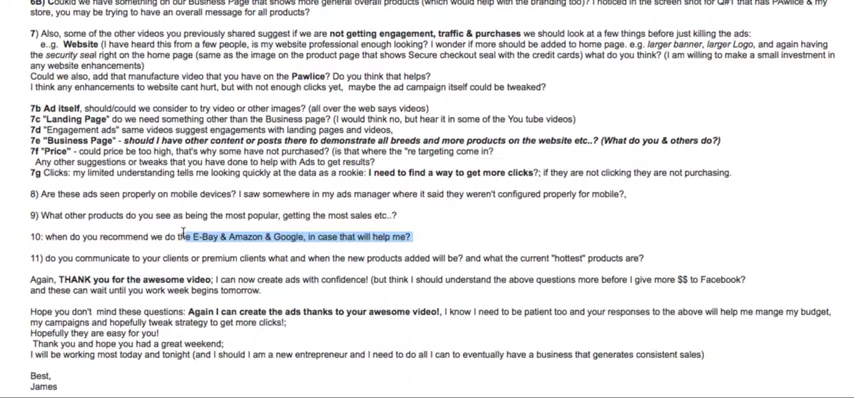 6B) Coukld we have something on our Business Page that shows more general overall products (which would help with the branding too)? I noticed in the screen shot for Q#1 that has PAwlice & my
store, you may be trying to have an overall message for all products?
7) Also, some of the other videos you previously shared suggest if we are not getting engagement, traffic & purchases we should look at a few things before just killing the ads:
e..g. Website (I have heard this from a few people, is my website professional enough looking? I wonder if more should be added to home page. e.g. larger banner, larger Logo, and again having
the security seal right on the home page (same as the image on the product page that shows Secure checkout seal with the credit cards) what do you think? (I am willing to make a small investment in
any website enhancements)
Could we also, add that manufacture video that you have on the Pawlice? Do you think that helps?
I think any enhancements to website cant hurt, but with not enough clicks yet, maybe the ad campaign itself could be tweaked?
7b Ad itself, should/could we consider to try video or other images? (all over the web says videos)
7c "Landing Page" do we need something other than the Business page? (I would think no, but hear it in some of the You tube videos)
7d "Engagement ads" same videos suggest engagements with landing pages and videos,
7e "Business Page" - should I have other content or posts there to demonstrate all breeds and more products on the website etc..? (What do you & others do?)
7f "Price" - could price be too high, that's why some have not purchased? (is that where the "re targeting come in?
Any other suggestions or tweaks that you have done to help with Ads to get results?
7g Clicks: my limited understanding tells me looking quickly at the data as a rookie: I need to find a way to get more clicks?; if they are not clicking they are not purchasing.
8) Are these ads seen properly on mobile devices? I saw somewhere in my ads manager where it said they weren't configured properly for mobile?,
9) What other products do you see as being the most popular, getting the most sales etc..?
10: when do you recommend we do the E-Bay & Amazon & Google, in case that will help me?
11) do you communicate to your clients or premium clients what and when the new products added will be? and what the current "hottest" products are?
Again, THANK you for the awesome video; I can now create ads with confidence! (but think I should understand the above questions more before I give more $$ to Facebook?
and these can wait until you work week begins tomorrow.
Hope you don't mind these questions: Again I can create the ads thanks to your awesome video!, I know I need to be patient too and your responses to the above will help me mange my budget,
my campaigns and hopefully tweak strategy to get more clicks!;
Hopefully they are easy for you!
Thank you and hope you had a great weekend;
I will be working most today and tonight (and I should I am a new entrepreneur and I need to do all I can to eventually have a business that generates consistent sales)
Best,
James